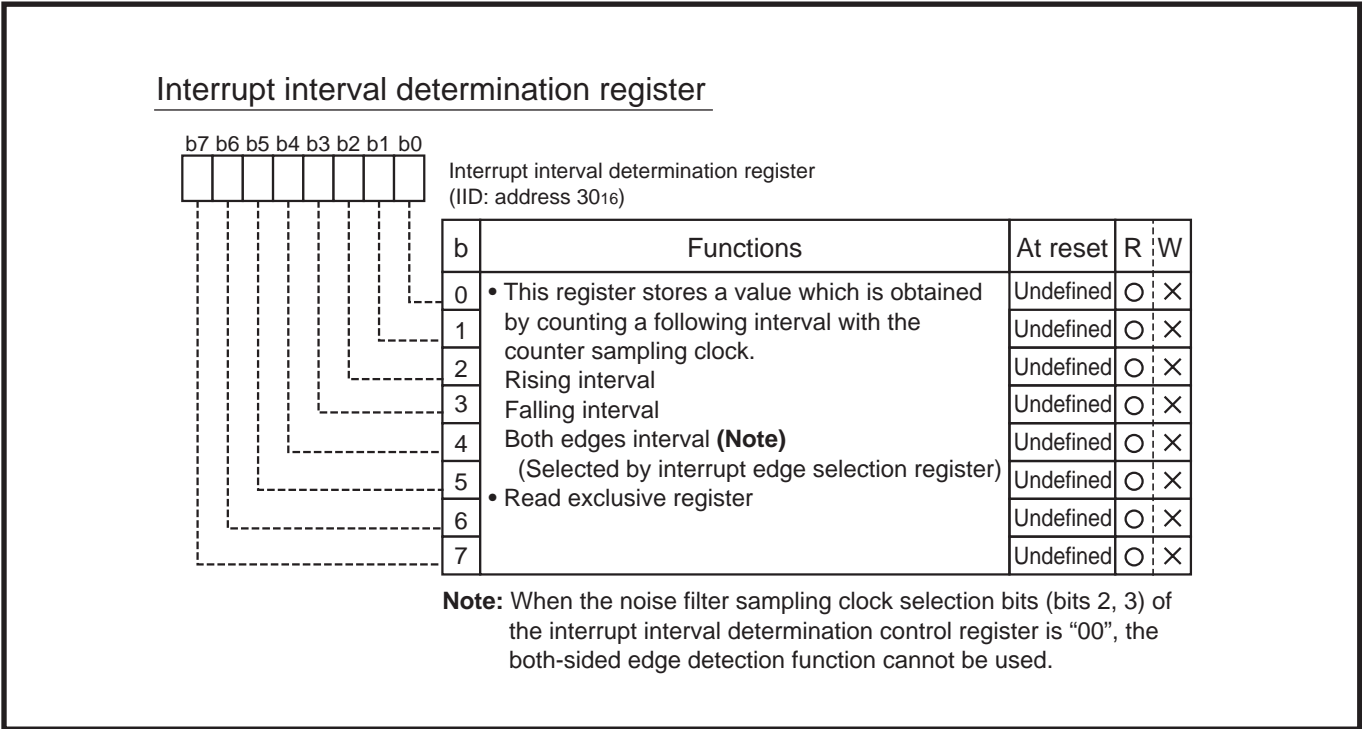 Interrupt interval determination register
b7 b6 b5 b4 b3 b2 b1 b0
Interrupt interval determination register
(IID: address 3016)
b Functions At reset R W
0 • This register stores a value which is obtained Undefined ○ ×
1 by counting a following interval with the Undefined ○ ×
counter sampling clock.
2 Rising interval Undefined ○ ×
3 Falling interval Undefined ○ ×
4 Both edges interval (Note) Undefined ○ ×
(Selected by interrupt edge selection register)
5 • Read exclusive register Undefined ○ ×
6 Undefined ○ ×
7 Undefined ○ ×
Note: When the noise filter sampling clock selection bits (bits 2, 3) of
the interrupt interval determination control register is “00”, the
both-sided edge detection function cannot be used.